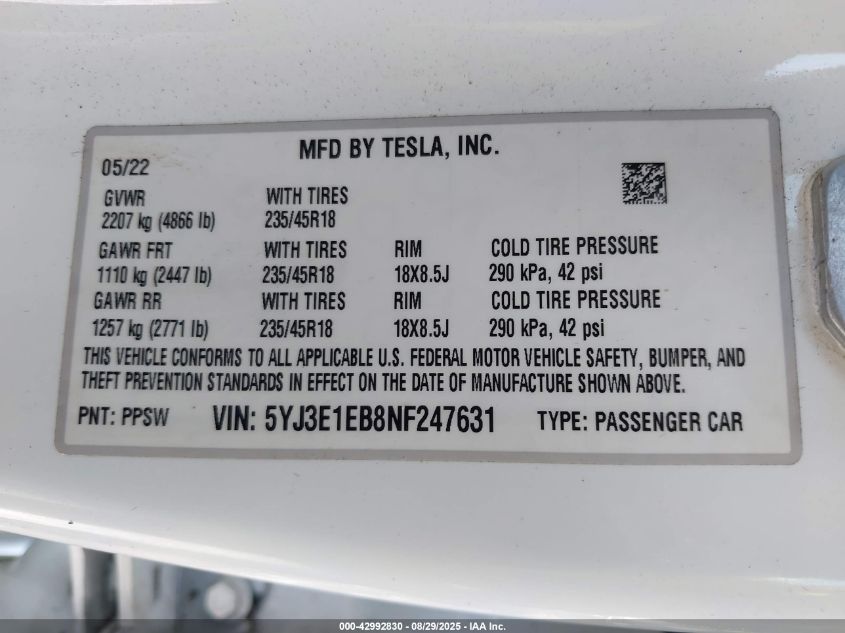 MFD BY TESLA, INC.
05/22
GVWR WITH TIRES
2207 kg (4866 lb) 235/45R18
GAWR FRT WITH TIRES RIM COLD TIRE PRESSURE
1110 kg (2447 lb) 235/45R18 18X8.5J 290 kPa, 42 psi
GAWR RR WITH TIRES RIM COLD TIRE PRESSURE
1257 kg (2771 lb) 235/45R18 18X8.5J 290 kPa, 42 psi
THIS VEHICLE CONFORMS TO ALL APPLICABLE U.S. FEDERAL MOTOR VEHICLE SAFETY, BUMPER, AND
THEFT PREVENTION STANDARDS IN EFFECT ON THE DATE OF MANUFACTURE SHOWN ABOVE.
PNT: PPSW VIN: 5YJ3E1EB8NF247631 TYPE: PASSENGER CAR
000-42992830 - 08/29/2025 - IAA Inc.